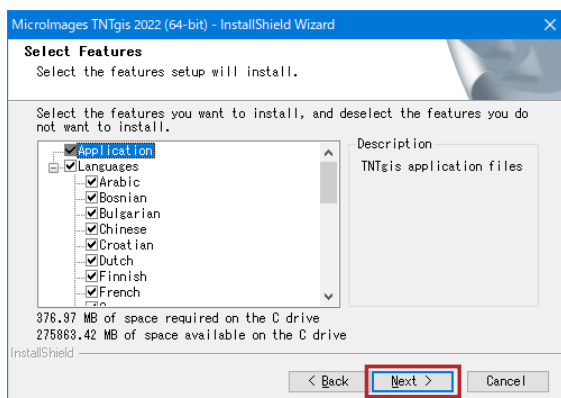 MicroImages TNTgis 2022 (64-bit) - InstallShield Wizard
Select Features
Select the features setup will install.
Select the features you want to install, and deselect the features you do
not want to install.
Application
Languages
Arabic
Bosnian
Bulgarian
Chinese
Croatian
Dutch
Finnish
French
Description
TNTgis application files
376.97 MB of space required on the C drive
275863.42 MB of space available on the C drive
InstallShield
< Back Next > Cancel